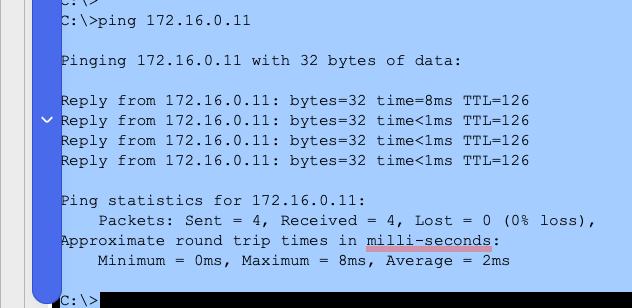 C:\>
C:\>ping 172.16.0.11
Pinging 172.16.0.11 with 32 bytes of data:
Reply from 172.16.0.11: bytes=32 time=8ms TTL=126
Reply from 172.16.0.11: bytes=32 time<1ms TTL=126
Reply from 172.16.0.11: bytes=32 time<1ms TTL=126
Reply from 172.16.0.11: bytes=32 time<1ms TTL=126
Ping statistics for 172.16.0.11:
Packets: Sent = 4, Received = 4, Lost = 0 (0% loss),
Approximate round trip times in milli-seconds:
Minimum = 0ms, Maximum = 8ms, Average = 2ms
C:\>